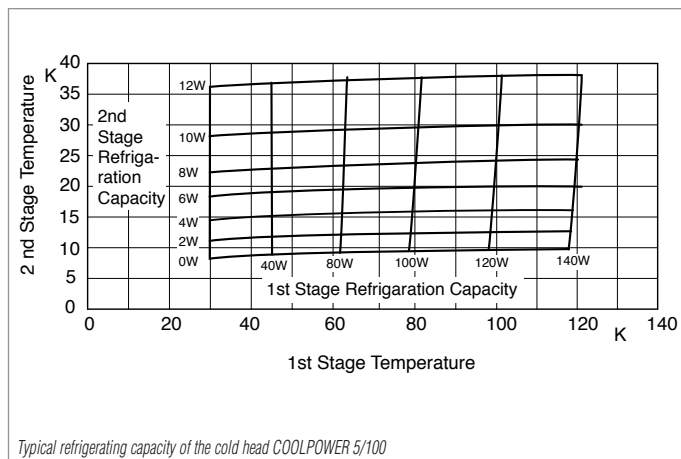 40
K
35
30
25
20
15
10
5
0
2 nd Stage Temperature
12W
10W
8W
6W
4W
2W
0W
2nd
Stage
Refriga-
ration
Capacity
40W 80W 100W 120W 140W
1st Stage Refrigaration Capacity
0 20 40 60 80 100 120 140
K
1st Stage Temperature
Typical refrigerating capacity of the cold head COOLPOWER 5/100